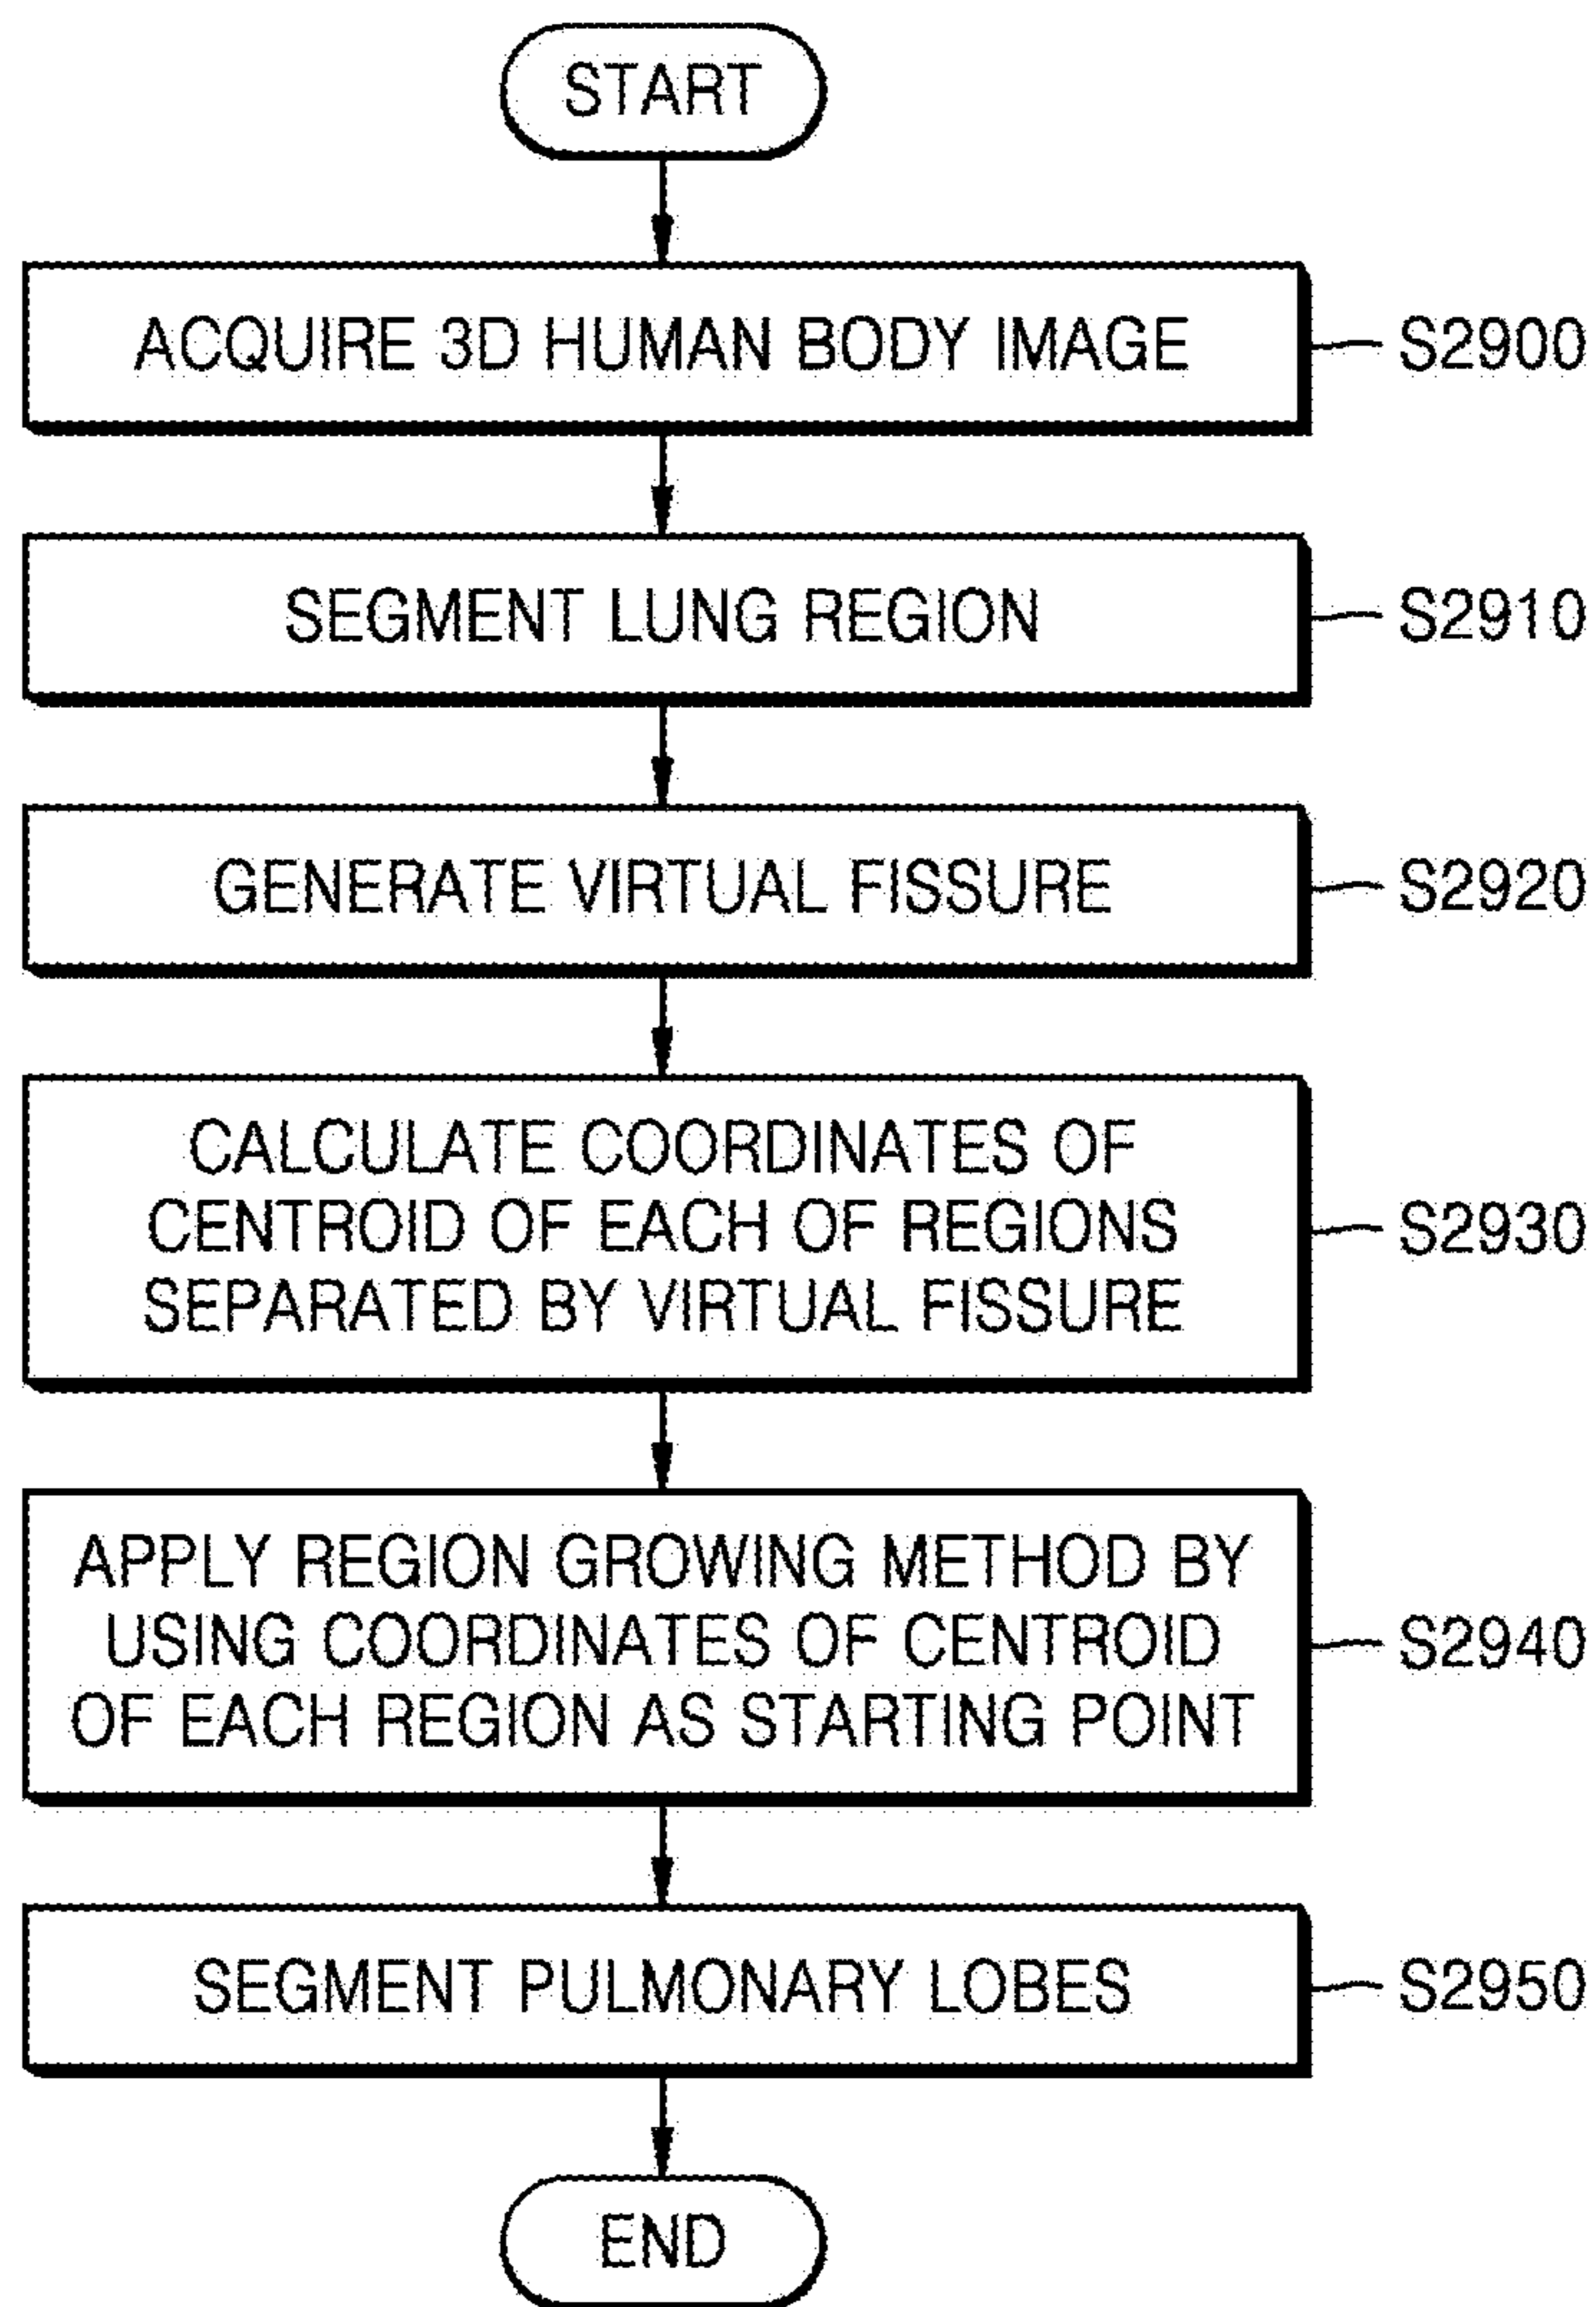 START
ACQUIRE 3D HUMAN BODY IMAGE
S2900
SEGMENT LUNG REGION
S2910
GENERATE VIRTUAL FISSURE
S2920
CALCULATE COORDINATES OF
CENTROID OF EACH OF REGIONS
SEPARATED BY VIRTUAL FISSURE
S2930
APPLY REGION GROWING METHOD BY
USING COORDINATES OF CENTROID
OF EACH REGION AS STARTING POINT
S2940
SEGMENT PULMONARY LOBES
S2950
END